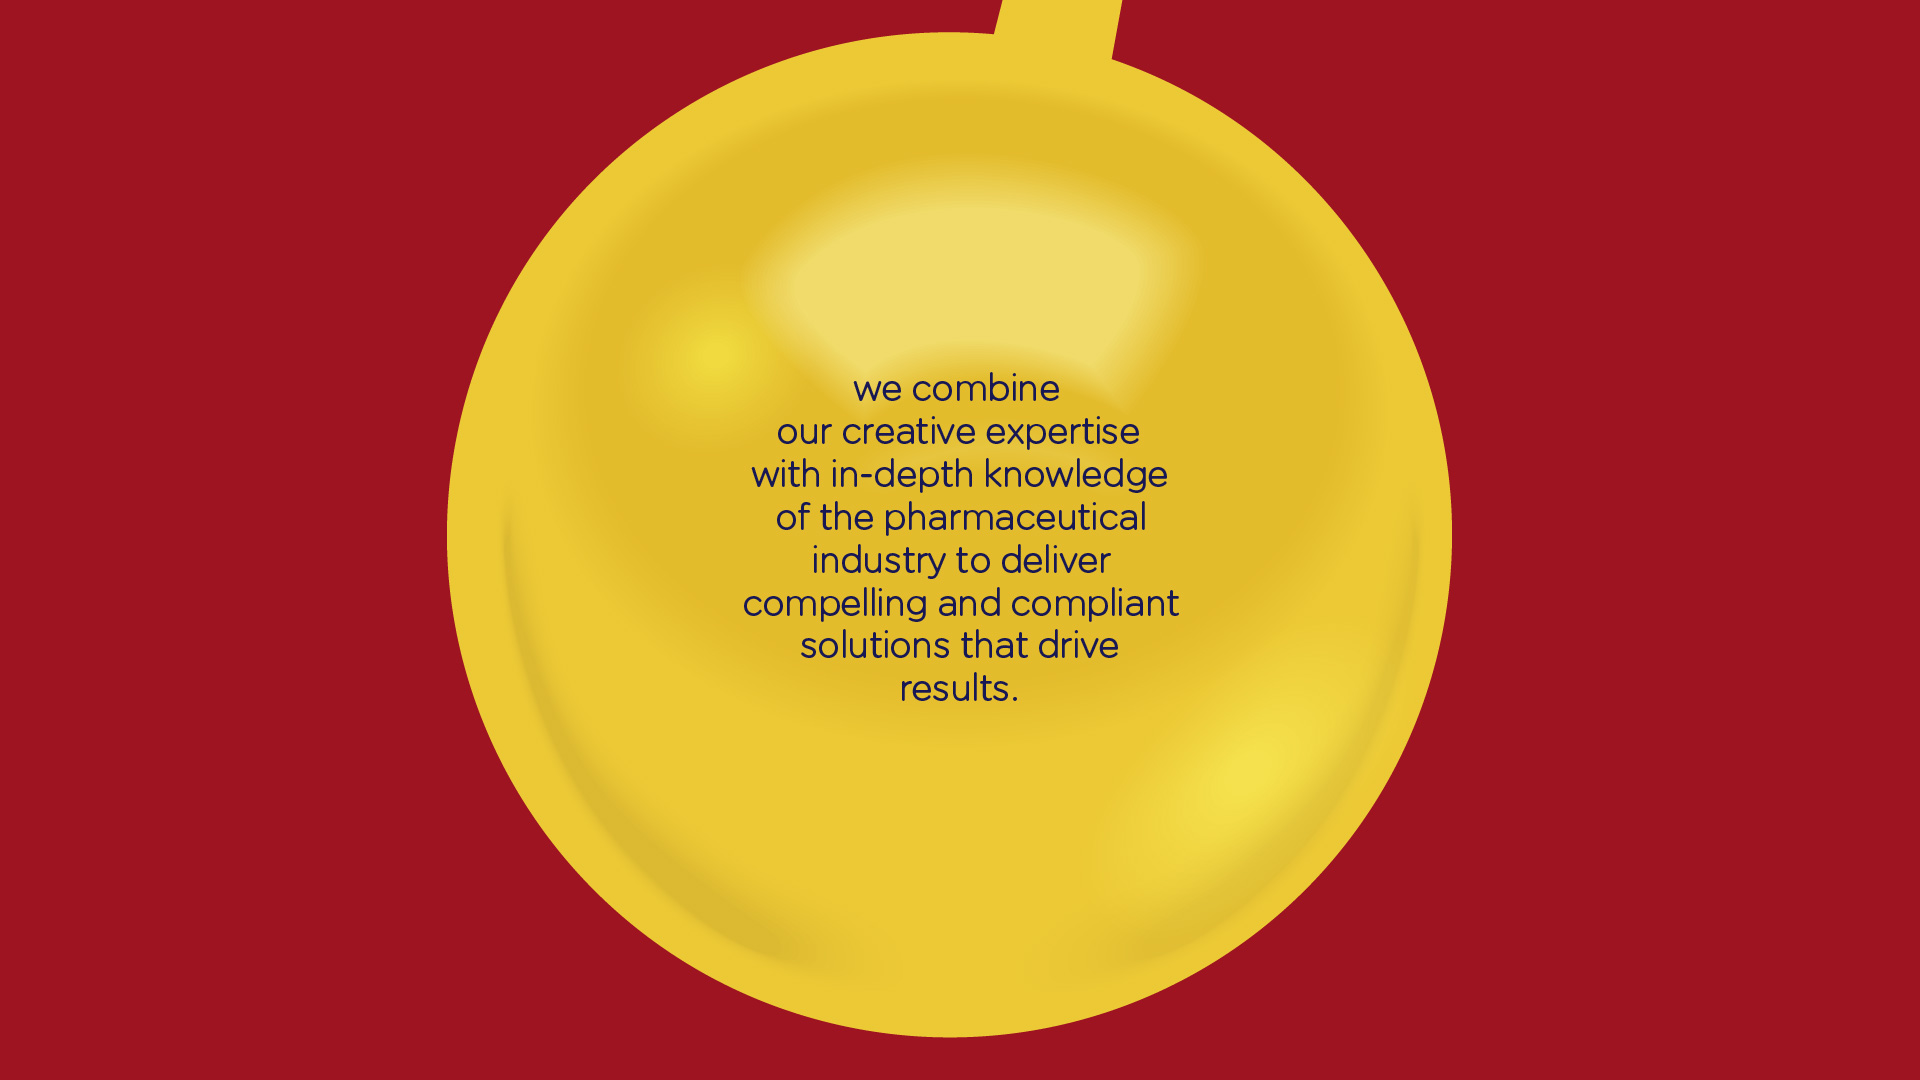 we combine
our creative expertise
with in-depth knowledge
of the pharmaceutical
industry to deliver
compelling and compliant
solutions that drive
results.